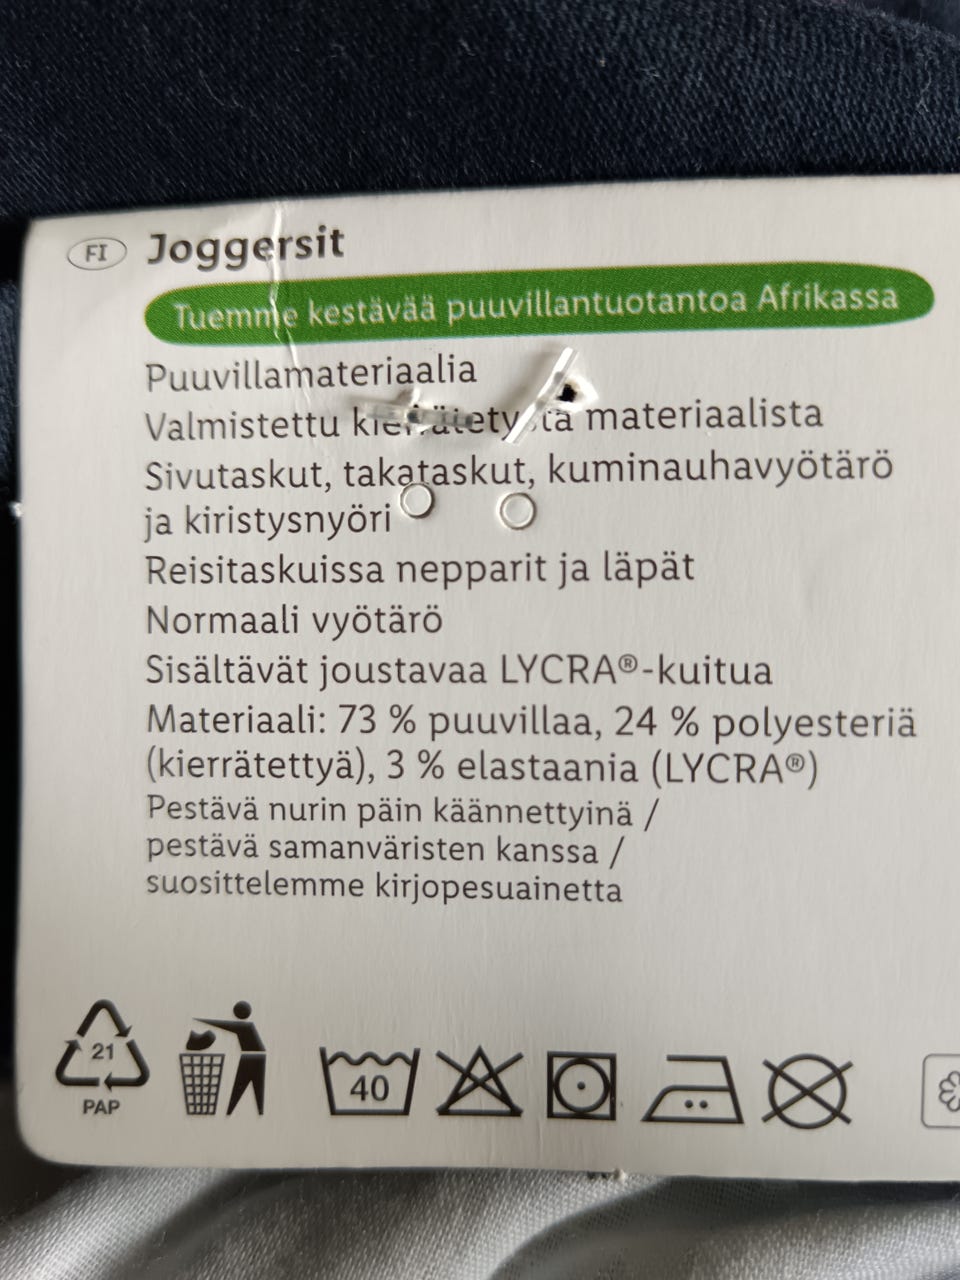 FI Joggersit
Tuemme kestävää puuvillantuotantoa Afrikassa
Puuvillamateriaalia
Valmistettu kierrätetystä materiaalista
Sivutaskut, takataskut, kuminauhavyötärö
ja kiristysnyöri
Reisitaskuissa nepparit ja läpät
Normaali vyötärö
Sisältävät joustavaa LYCRA®-kuitua
Materiaali: 73 % puuvillaa, 24 % polyesteriä
(kierrätettyä), 3 % elastaania (LYCRA®)
Pestävä nurin päin käännettyinä /
pestävä samanväristen kanssa /
suosittelemme kirjopesuainetta
21
PAP
40